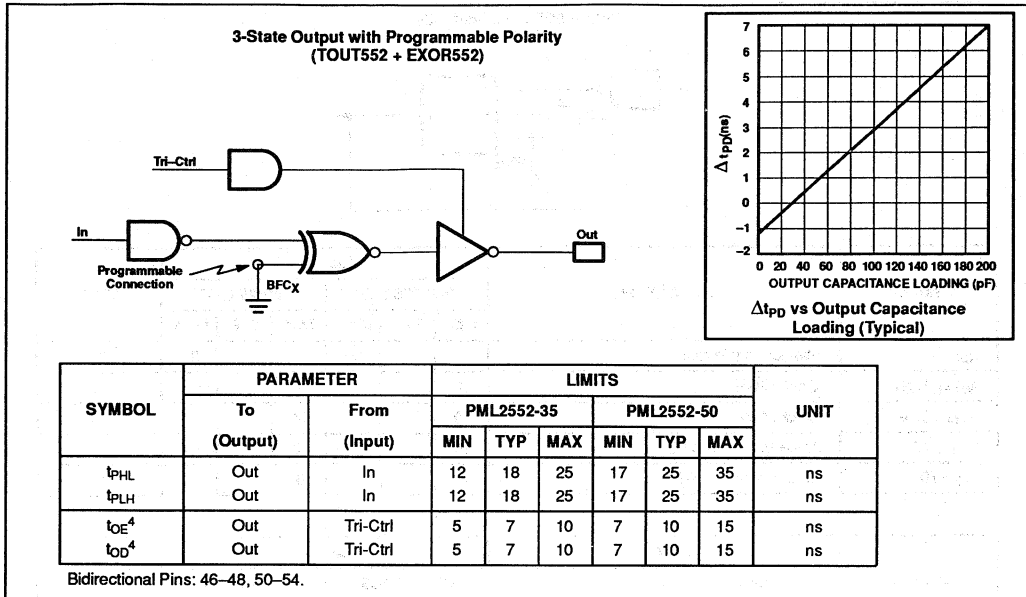 3-State Output with Programmable Polarity
(TOUT552 + EXOR552)
Tri–Ctrl
In
Programmable
Connection
BFCX
Out
7
6
5
4
3
2
1
0
–1
–2
ΔtPD(ns)
0 20 40 60 80 100 120 140 160 180 200
OUTPUT CAPACITANCE LOADING (pF)
ΔtPD vs Output Capacitance
Loading (Typical)
SYMBOL PARAMETER LIMITS UNIT
To From PML2552-35 PML2552-50
(Output) (Input) MIN TYP MAX MIN TYP MAX
tPHL Out In 12 18 25 17 25 35 ns
tPLH Out In 12 18 25 17 25 35 ns
tOE4 Out Tri-Ctrl 5 7 10 7 10 15 ns
tOD4 Out Tri-Ctrl 5 7 10 7 10 15 ns
Bidirectional Pins: 46–48, 50–54.